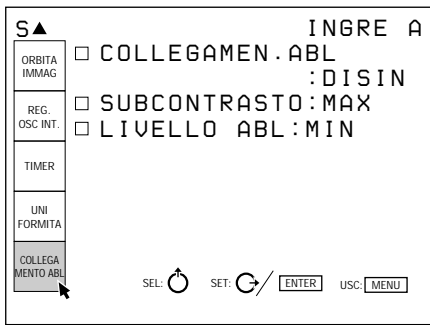 S▲ INGRE A
ORBITA
IMMAG
REG.
OSC INT.
TIMER
UNI
FORMITA
COLLEGA
MENTO ABL
□ COLLEGAMEN.ABL
:DISIN
□ SUBCONTRASTO:MAX
□ LIVELLO ABL:MIN
SEL: SET: / ENTER USC: MENU